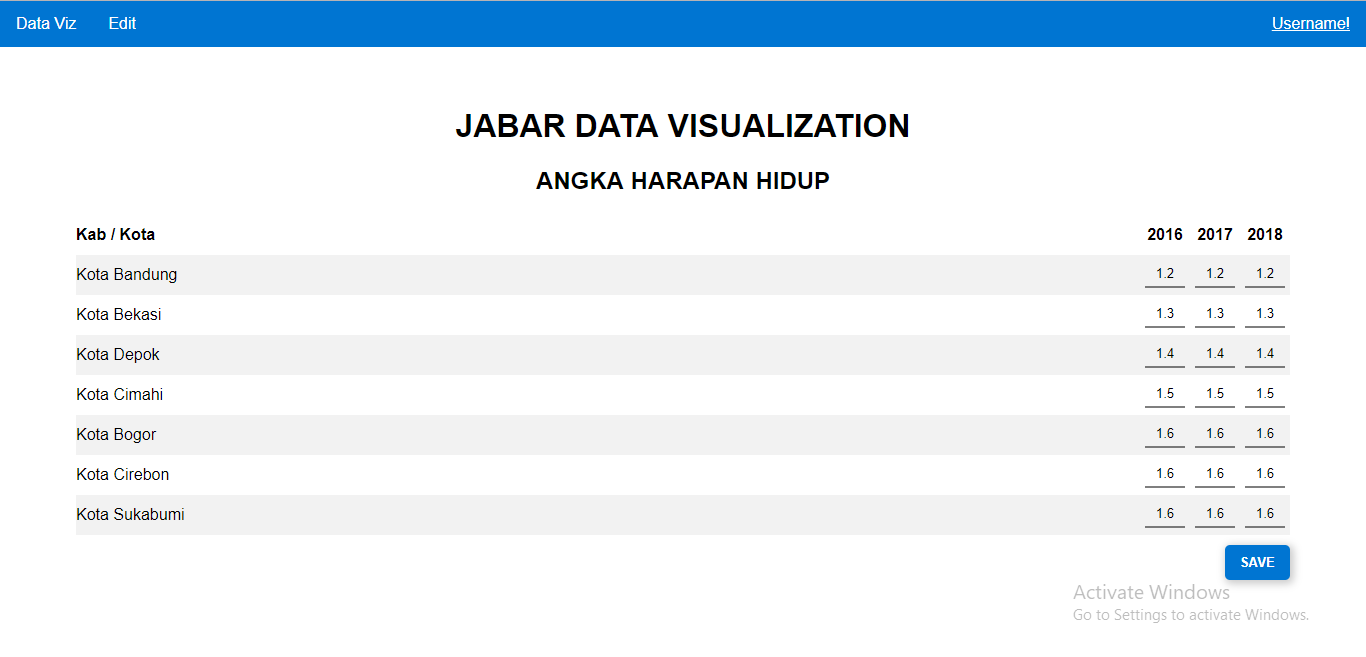 Data Viz Edit Username!
JABAR DATA VISUALIZATION
ANGKA HARAPAN HIDUP
Kab / Kota 2016 2017 2018
Kota Bandung 1.2 1.2 1.2
Kota Bekasi 1.3 1.3 1.3
Kota Depok 1.4 1.4 1.4
Kota Cimahi 1.5 1.5 1.5
Kota Bogor 1.6 1.6 1.6
Kota Cirebon 1.6 1.6 1.6
Kota Sukabumi 1.6 1.6 1.6
SAVE
Activate Windows
Go to Settings to activate Windows.